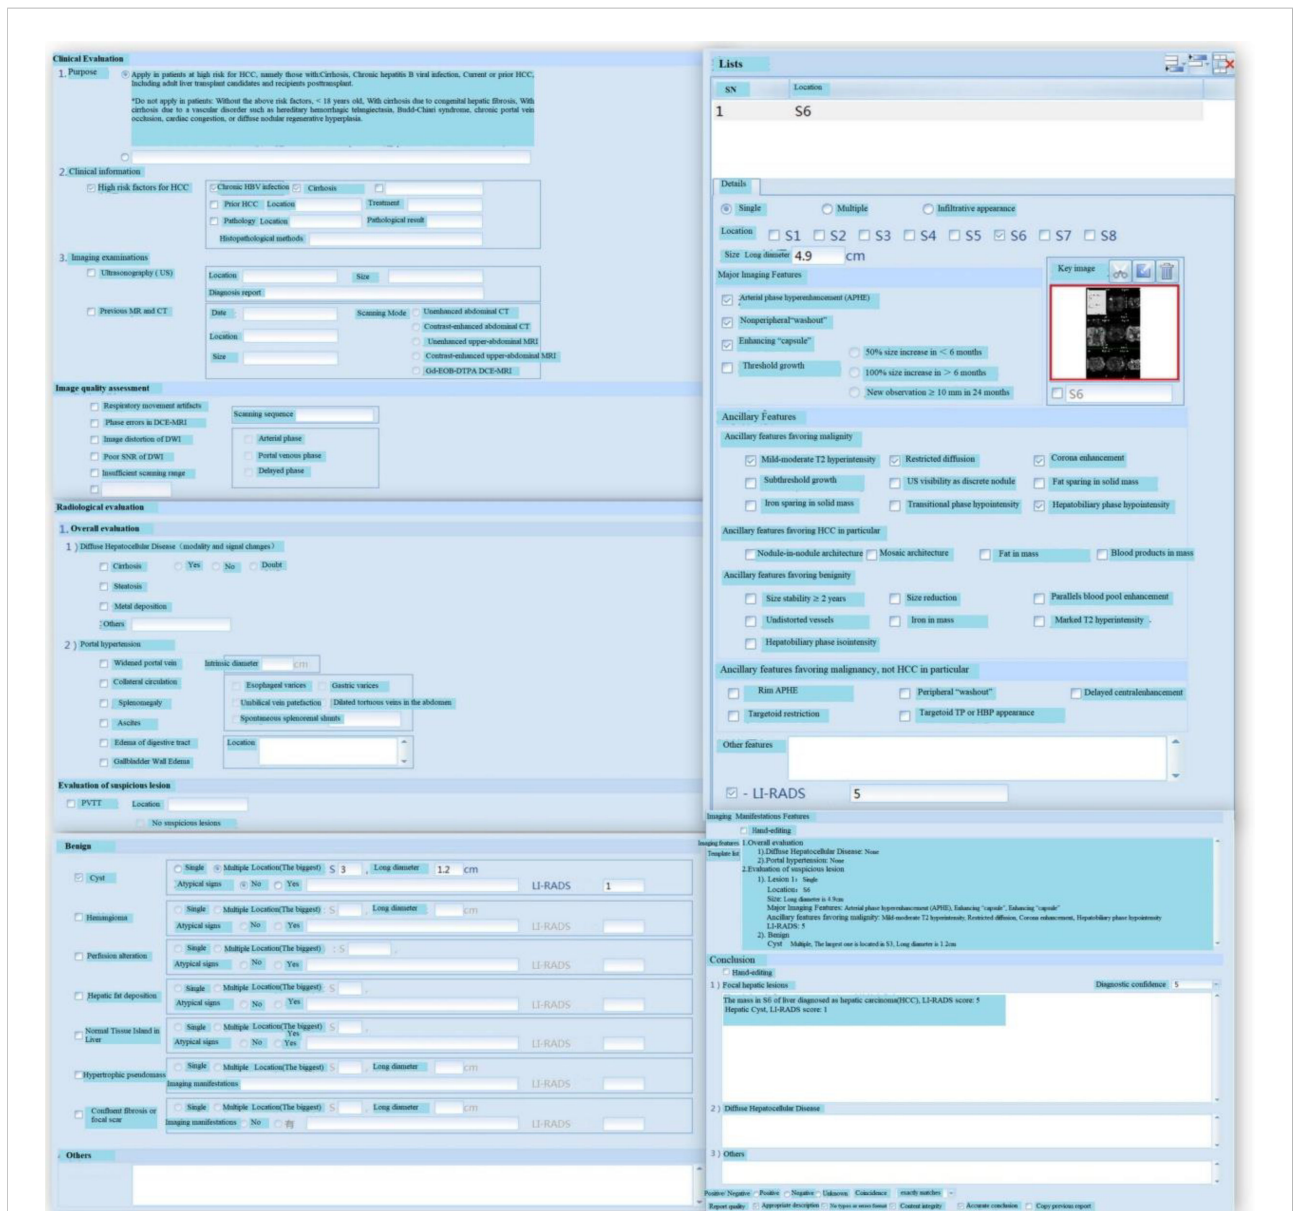 Clinical Evaluation
1. Purpose
Apply in patients at high risk for HCC, namely those with:Cirrhosis, Chronic hepatitis B viral infection, Current or prior HCC,
Including adult liver transplant candidates and recipients posttransplant.
*Do not apply in patients: Without the above risk factors, < 18 years old, With cirrhosis due to congenital hepatic fibrosis, With
cirrhosis due to a vascular disorder such as hereditary hemorrhagic telangiectasia, Budd-Chiari syndrome, chronic portal vein
occlusion, cardiac congestion, or diffuse nodular regenerative hyperplasia.
2. Clinical information
High risk factors for HCC Chronic HBV infection Cirrhosis
Prior HCC Location Treatment
Pathology Location Pathological result
Histopathological methods
3. Imaging examinations
Ultrasonography ( US) Location Size
Diagnosis report
Previous MR and CT Date Scanning Mode Unenhanced abdominal CT
Contrast-enhanced abdominal CT
Location
Unenhanced upper-abdominal MRI
Size Contrast-enhanced upper-abdominal MRI
Gd-EOB-DTPA DCE-MRI
Image quality assessment
Respiratory movement artifacts Scanning sequence
Phase errors in DCE-MRI
Image distortion of DWI Arterial phase
Poor SNR of DWI Portal venous phase
Insufficient scanning range Delayed phase
Radiological evaluation
1. Overall evaluation
1 ) Diffuse Hepatocellular Disease (modality and signal changes)
Cirrhosis Yes No Doubt
Steatosis
Metal deposition
Others
2 ) Portal hypertension
Widened portal vein Intrinsic diameter cm
Collateral circulation Esophageal varices Gastric varices
Splenomegaly Umbilical vein patefaction Dilated tortuous veins in the abdomen
Ascites Spontaneous splenorenal shunts
Edema of digestive tract Location
Gallbladder Wall Edema
Evaluation of suspicious lesion
PVTT Location
No suspicious lesions
Benign
Cyst Single Multiple Location(The biggest) S 3 , Long diameter 1.2 cm
Atypical signs No Yes LI-RADS 1
Hemangioma Single Multiple Location(The biggest) : S , Long diameter cm
Atypical signs No Yes LI-RADS
Perfusion alteration Single Multiple Location(The biggest) : S ,
Atypical signs No Yes LI-RADS
Hepatic fat deposition Single Multiple Location(The biggest) S ,
Atypical signs No Yes LI-RADS
Normal Tissue Island in Liver Single Multiple Location(The biggest) S ,
Atypical signs No Yes LI-RADS
Hypertrophic pseudomass Single Multiple Location(The biggest) S , Long diameter cm
Imaging manifestations LI-RADS
Confluent fibrosis or focal scar Single Multiple Location(The biggest) S , Long diameter cm
Imaging manifestations No 有 LI-RADS
Others
Lists
SN Location
1 S6
Details
Single Multiple Infiltrative appearance
Location S1 S2 S3 S4 S5 S6 S7 S8
Size Long diameter 4.9 cm
Major Imaging Features
Key image
Arterial phase hyperenhancement (APHE)
Nonperipheral"washout"
Enhancing "capsule"
50% size increase in < 6 months
Threshold growth
100% size increase in > 6 months
New observation ≥ 10 mm in 24 months
S6
Ancillary Features
Ancillary features favoring malignity
Mild-moderate T2 hyperintensity Restricted diffusion Corona enhancement
Subthreshold growth US visibility as discrete nodule Fat sparing in solid mass
Iron sparing in solid mass Transitional phase hypointensity Hepatobiliary phase hypointensity
Ancillary features favoring HCC in particular
Nodule-in-nodule architecture Mosaic architecture Fat in mass Blood products in mass
Ancillary features favoring benignity
Size stability ≥ 2 years Size reduction Parallels blood pool enhancement
Undistorted vessels Iron in mass Marked T2 hyperintensity
Hepatobiliary phase isointensity
Ancillary features favoring malignancy, not HCC in particular
Rim APHE Peripheral "washout" Delayed centralenhancement
Targetoid restriction Targetoid TP or HBP appearance
Other features
- LI-RADS 5
Imaging Manifestations Features
Hand-editing
Imaging features
Template list
1.Overall evaluation
1).Diffuse Hepatocellular Disease: None
2).Portal hypertension: None
2.Evaluation of suspicious lesion
1). Lesion 1: Single
Location: S6
Size: Long diameter is 4.9cm
Major Imaging Features: Arterial phase hyperenhancement (APHE), Enhancing "capsule", Enhancing "capsule"
Ancillary features favoring malignity: Mild-moderate T2 hyperintensity, Restricted diffusion, Corona enhancement, Hepatobiliary phase hypointensity
LI-RADS: 5
2). Benign
Cyst Multiple, The largest one is located in S3, Long diameter is 1.2cm
Conclusion
Hand-editing
1 ) Focal hepatic lesions Diagnostic confidence 5
The mass in S6 of liver diagnosed as hepatic carcinoma(HCC), LI-RADS score: 5
Hepatic Cyst, LI-RADS score: 1
2 ) Diffuse Hepatocellular Disease
3 ) Others
Positive/ Negative Positive Negative Unknown Coincidence exactly matches
Report quality Appropriate description No typos or series format Content integrity Accurate conclusion Copy previous report